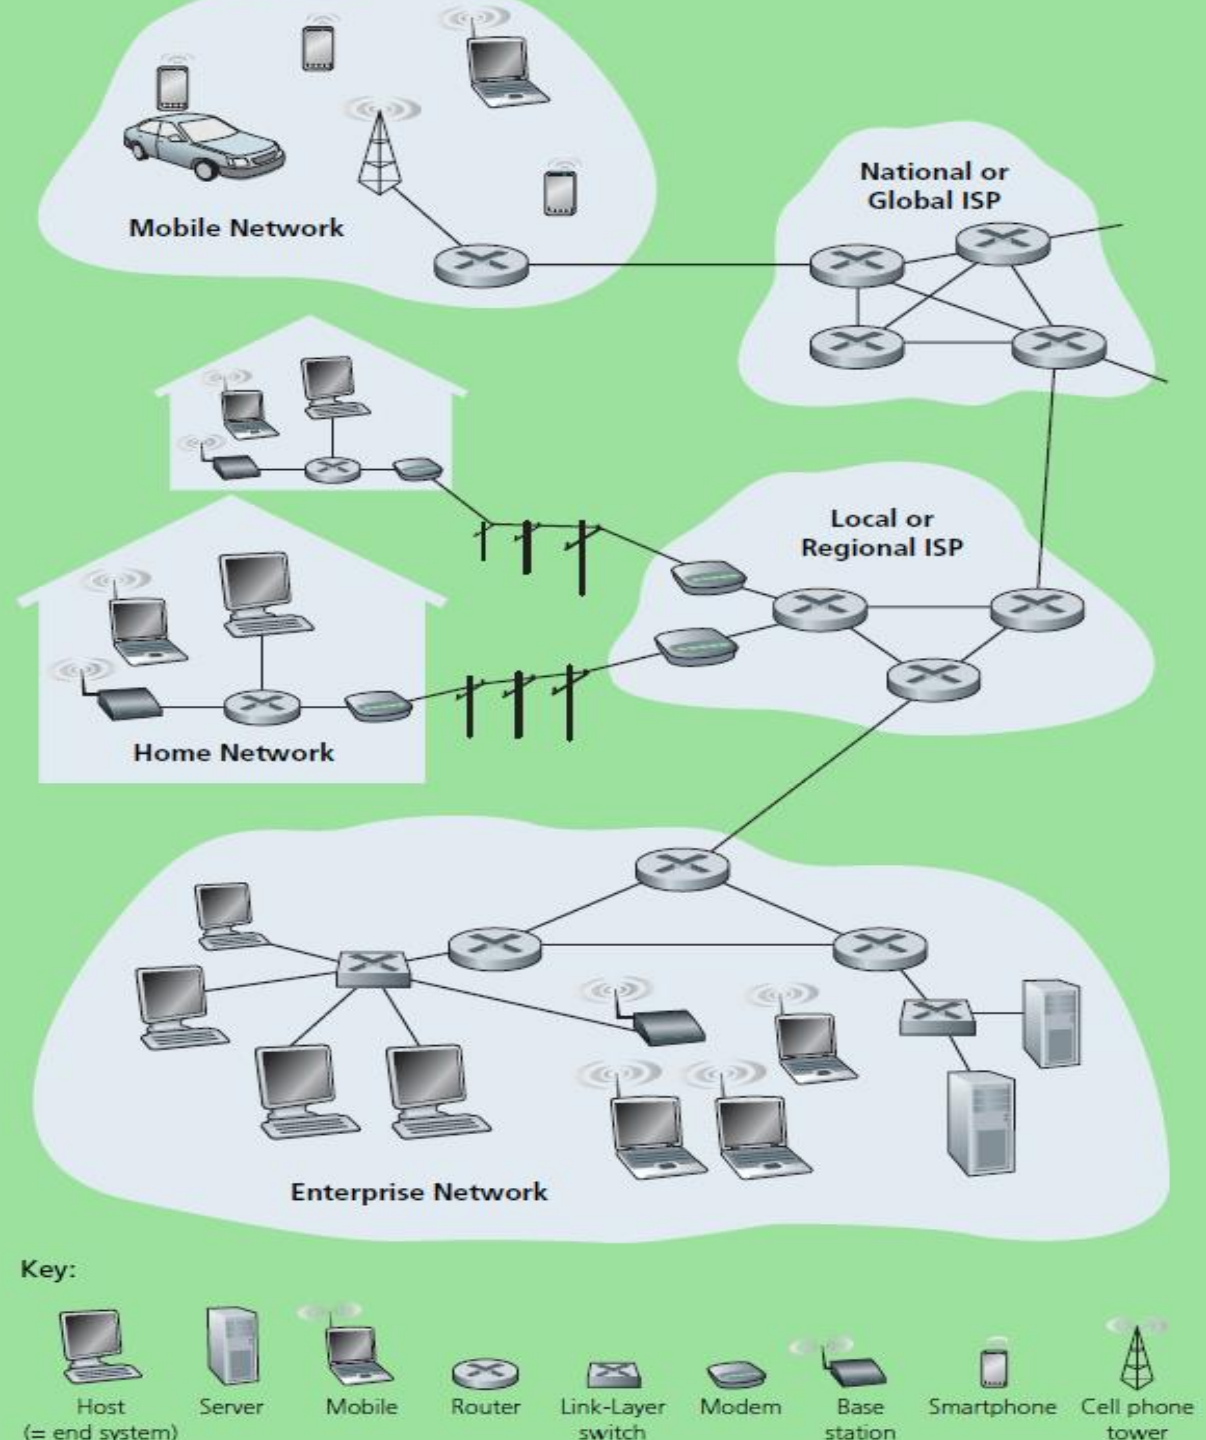 Mobile Network
National or
Global ISP
Local or
Regional ISP
Home Network
Enterprise Network
Key:
Host
(= end system)
Server
Mobile
Router
Link-Layer
switch
Modem
Base
station
Smartphone
Cell phone
tower